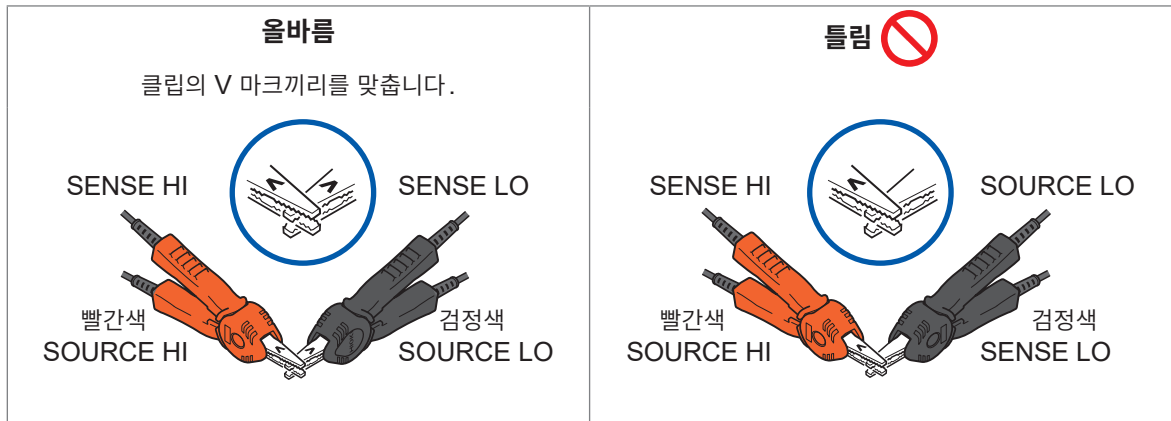 올바름
클립의 V 마크끼리를 맞춥니다.
V V
SENSE HI
SENSE LO
빨간색
SOURCE HI
검정색
SOURCE LO
V V
틀림
V
SENSE HI
SOURCE LO
빨간색
SOURCE HI
검정색
SENSE LO
V